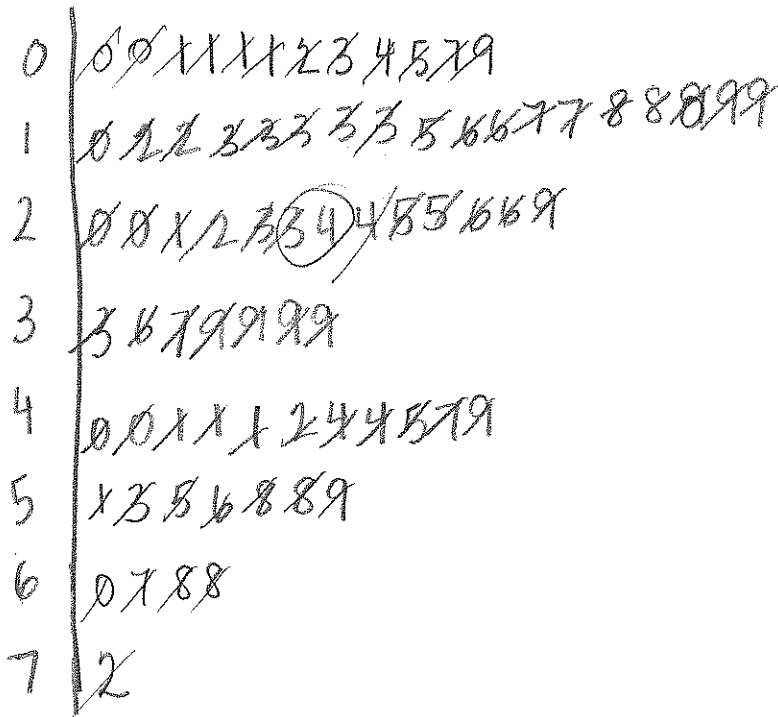 0 | 0 0 1 1 1 1 2 3 4 5 7 9
1 | 0 2 2 3 3 3 3 3 5 6 6 7 7 8 8 8 9 9
2 | 0 0 1 2 3 3 4 4 5 5 6 6 9
3 | 3 6 7 9 9 9 9
4 | 0 0 1 1 1 2 4 4 5 7 9
5 | 1 3 5 6 8 8 9
6 | 0 7 8 8
7 | 2